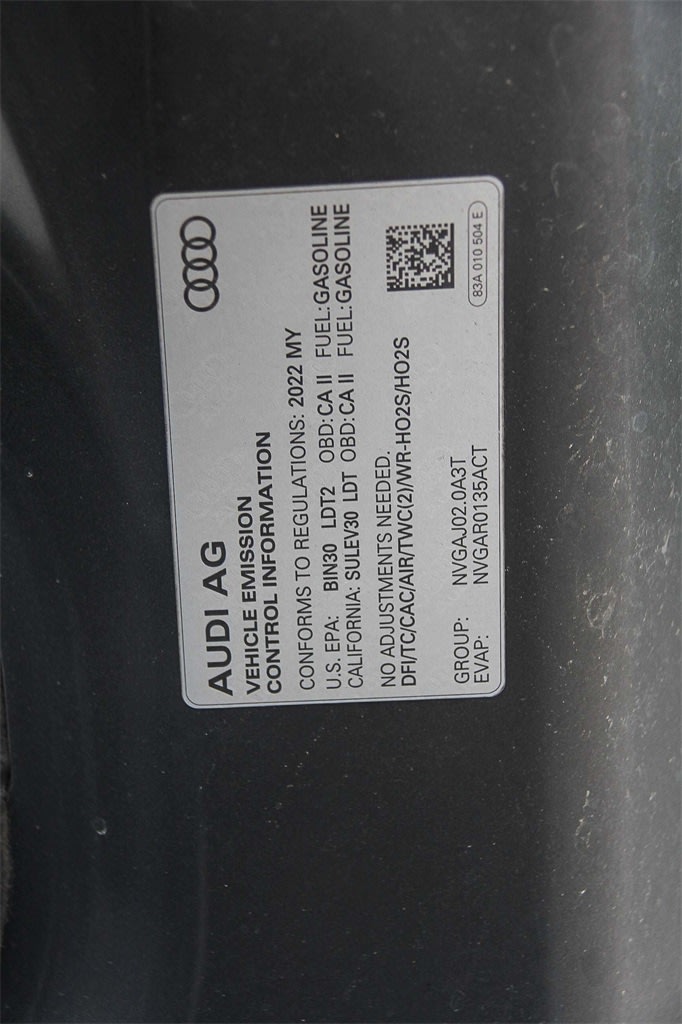 AUDI AG
VEHICLE EMISSION
CONTROL INFORMATION
CONFORMS TO REGULATIONS: 2022 MY
U.S. EPA: BIN30 LDT2 OBD: CA II FUEL: GASOLINE
CALIFORNIA: SULEV30 LDT OBD: CA II FUEL: GASOLINE
NO ADJUSTMENTS NEEDED.
DFI/TC/CAC/AIR/TWC(2)/WR-HO2S/HO2S
GROUP: NVGAJ02.0A3T
EVAP: NVGAR0135ACT
83A 010 504 E